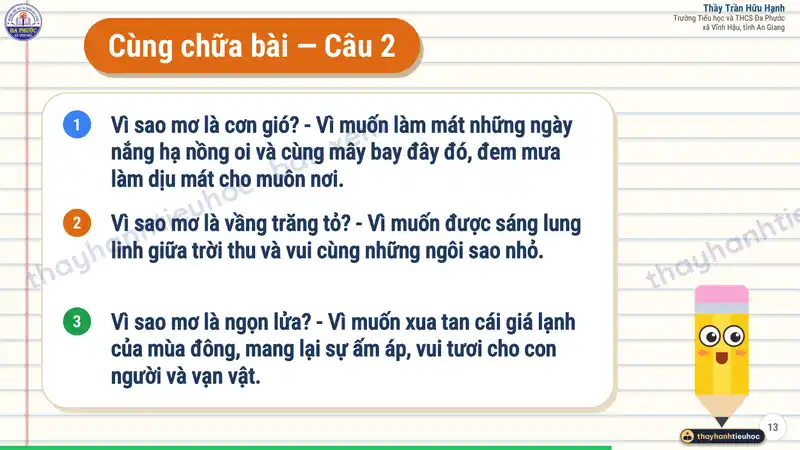 Thầy Trần Hữu Hạnh
Trường Tiểu học và THCS Đa Phước
xã Vĩnh Hậu, tỉnh An Giang
ĐA PHƯỚC
Cùng chữa bài — Câu 2
1 Vì sao mơ là cơn gió? - Vì muốn làm mát những ngày
nắng hạ nồng oi và cùng mây bay đây đó, đem mưa
làm dịu mát cho muôn nơi.
2 Vì sao mơ là vầng trăng tỏ? - Vì muốn được sáng lung
linh giữa trời thu và vui cùng những ngôi sao nhỏ.
3 Vì sao mơ là ngọn lửa? - Vì muốn xua tan cái giá lạnh
của mùa đông, mang lại sự ấm áp, vui tươi cho con
người và vạn vật.
13
thayhanhtieuhoc